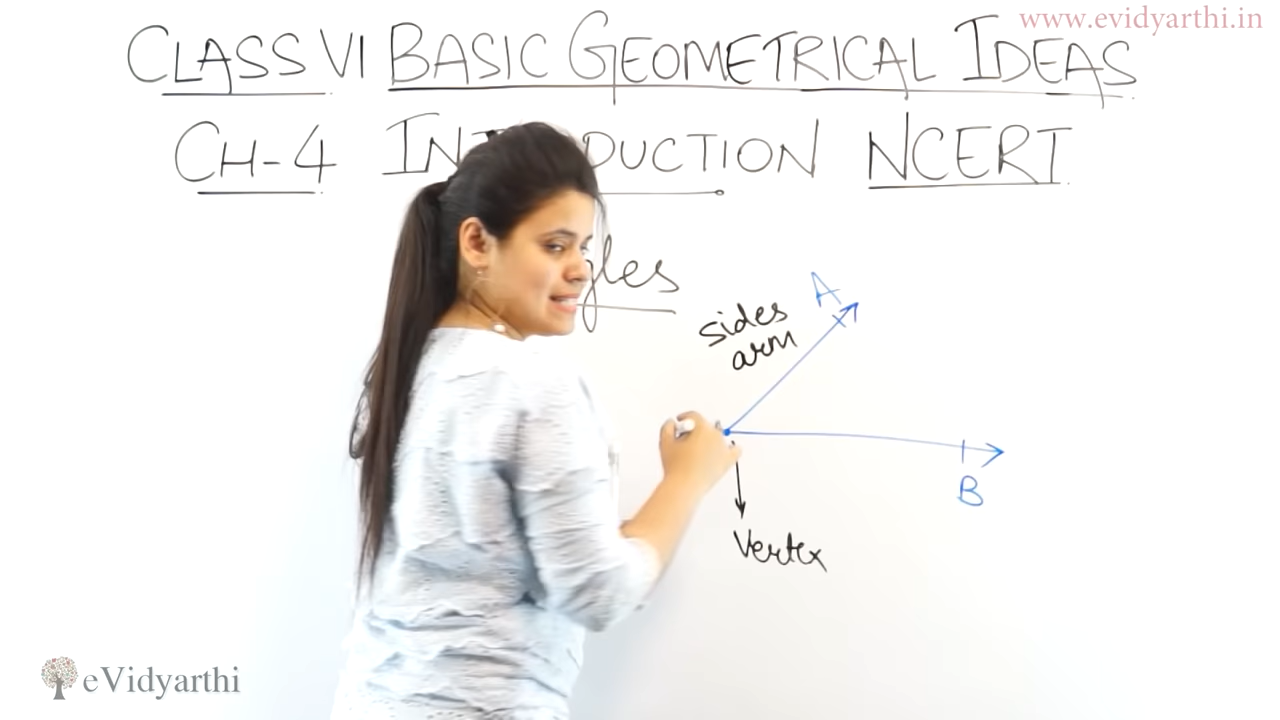 www.evidyarthi.in
CLASS VI BASIC GEOMETRICAL IDEAS
CH-4 NCERT
sides
A
arm
B
Vertex
eVidyarthi